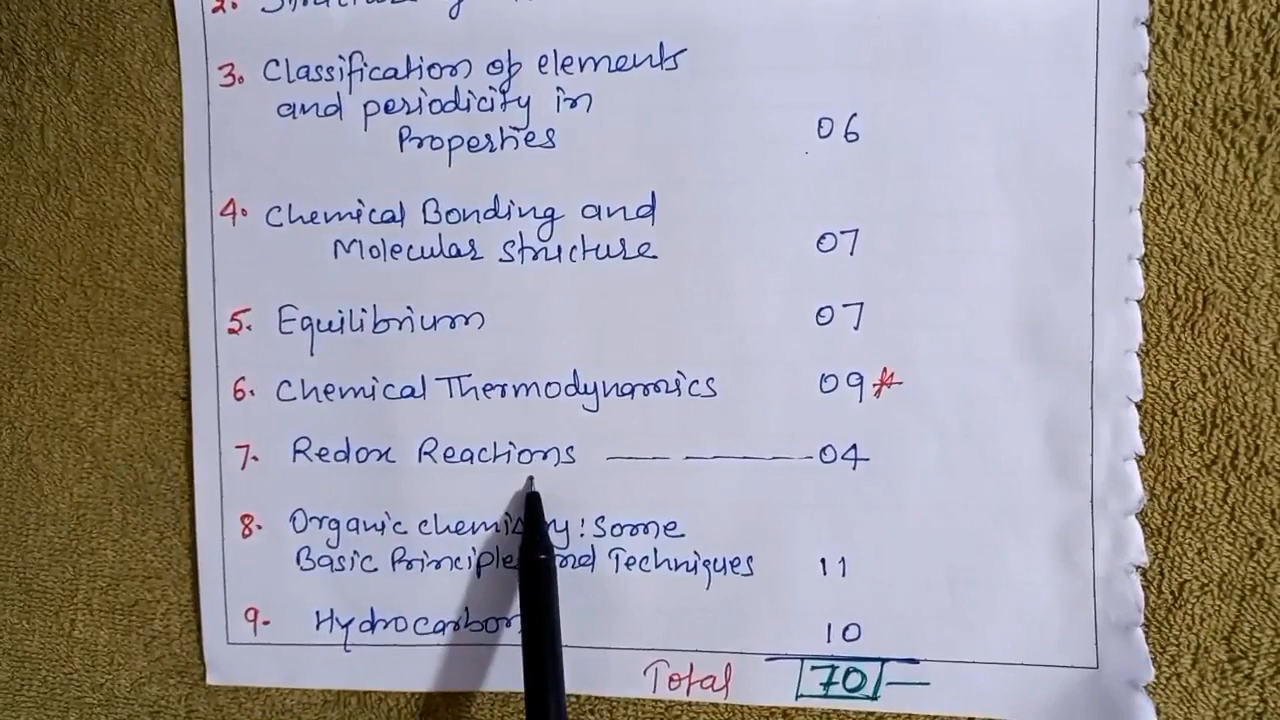 2.
3. Classification of elements
and periodicity in
Properties 06
4. Chemical Bonding and
Molecular structure 07
5. Equilibrium 07
6. Chemical Thermodynamics 09*
7. Redox Reactions — ——— 04
8. Organic chemistry: Some
Basic Principles and Techniques 11
9- Hydrocarbon 10
Total 70 —